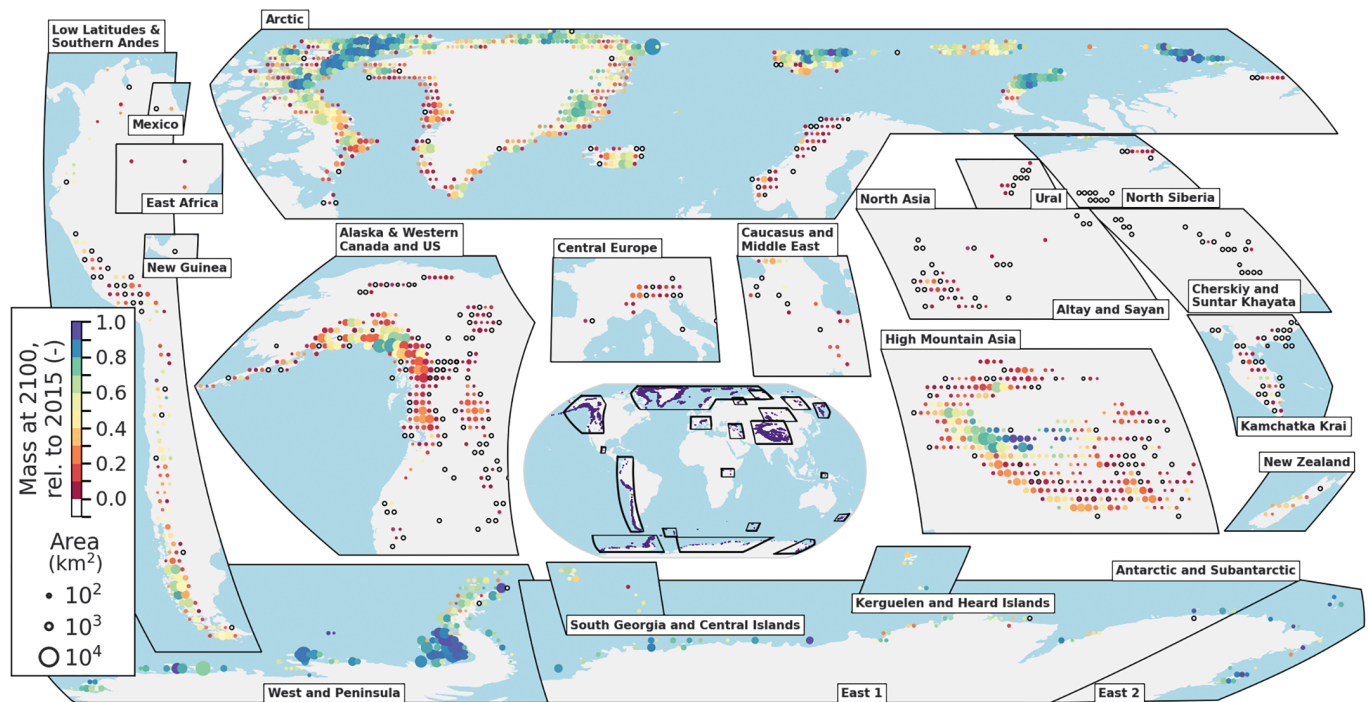 Arctic
Low Latitudes &
Southern Andes
Mexico
East Africa
New Guinea
Alaska & Western
Canada and US
Central Europe
Caucasus and
Middle East
North Asia
Ural
North Siberia
Altay and Sayan
Cherskiy and
Suntar Khayata
High Mountain Asia
Kamchatka Krai
New Zealand
Mass at 2100,
rel. to 2015 (-)
1.0
0.8
0.6
0.4
0.2
0.0
Area
(km²)
10²
10³
10⁴
Antarctic and Subantarctic
Kerguelen and Heard Islands
South Georgia and Central Islands
West and Peninsula
East 1
East 2